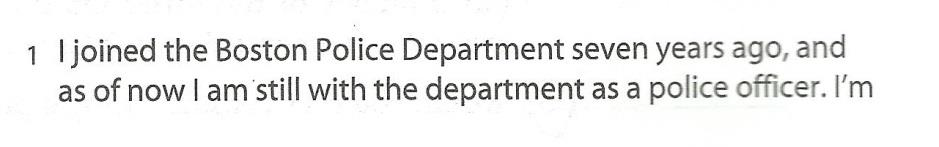 1 I joined the Boston Police Department seven years ago, and
as of now I am still with the department as a police officer. I'm